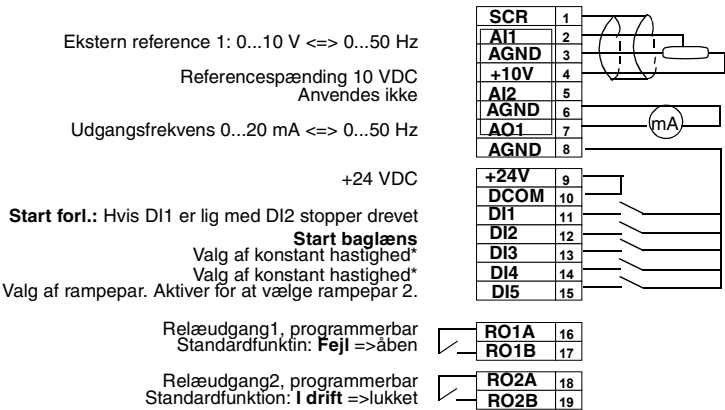 SCR 1
Ekstern reference 1: 0...10 V <=> 0...50 Hz AI1 2
AGND 3
Referencespænding 10 VDC +10V 4
Anvendes ikke AI2 5
AGND 6
Udgangsfrekvens 0...20 mA <=> 0...50 Hz AO1 7
mA
AGND 8
+24 VDC +24V 9
DCOM 10
Start forl.: Hvis DI1 er lig med DI2 stopper drevet DI1 11
Start baglæns DI2 12
Valg af konstant hastighed* DI3 13
Valg af konstant hastighed* DI4 14
Valg af rampepar. Aktiver for at vælge rampepar 2. DI5 15
Relæudgang1, programmerbar RO1A 16
Standardfunktin: Fejl =>åben RO1B 17
Relæudgang2, programmerbar RO2A 18
Standardfunktion: I drift =>lukket RO2B 19